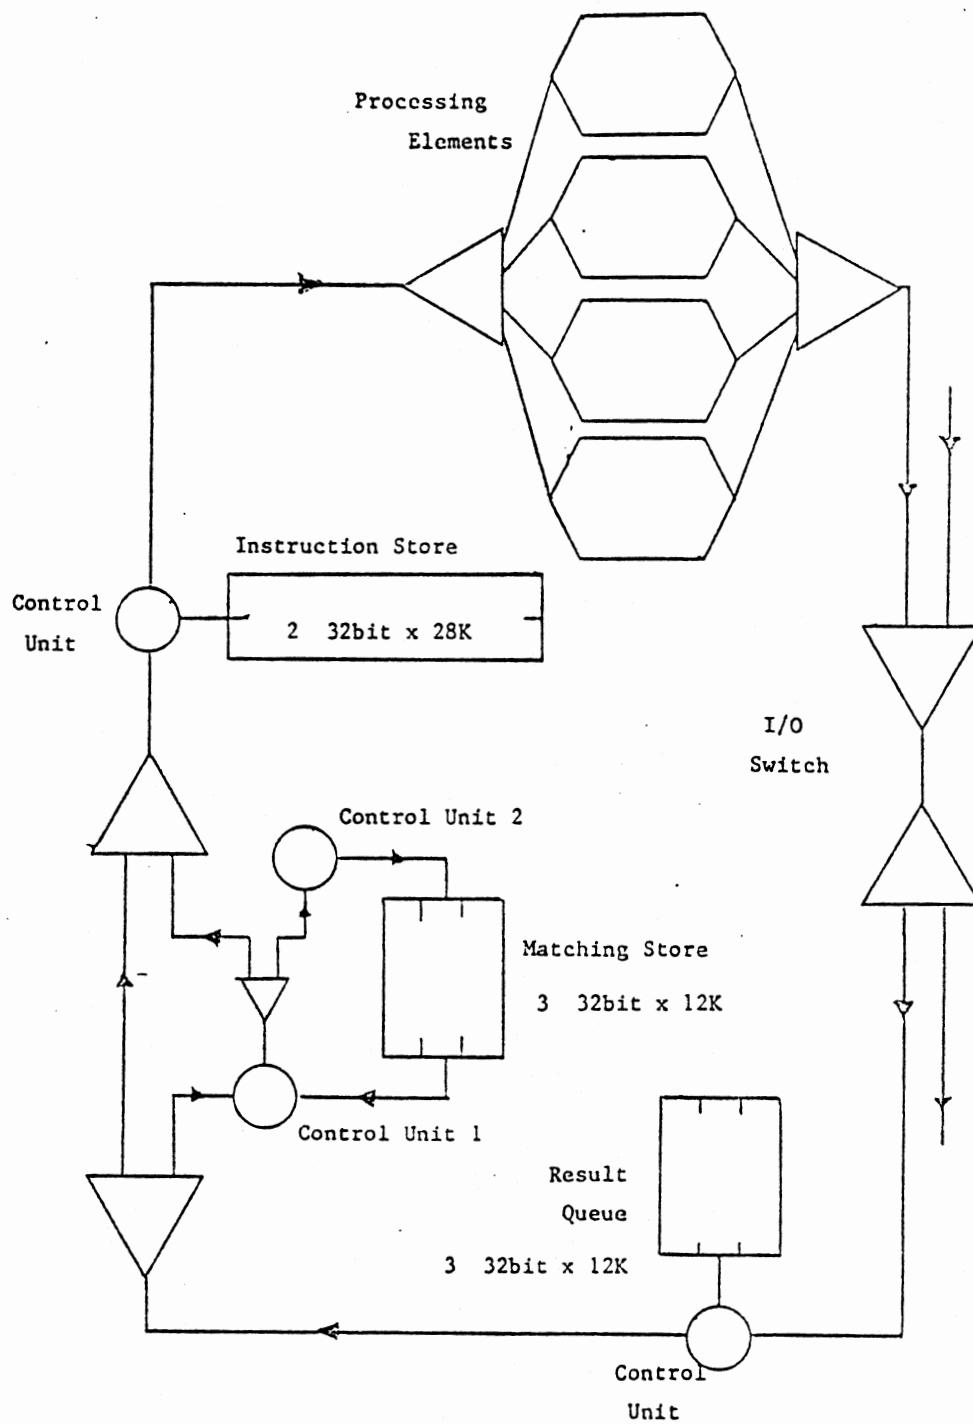 Processing
Elements
Instruction Store
Control
Unit
2 32bit x 28K
I/O
Switch
Control Unit 2
Matching Store
3 32bit x 12K
Control Unit 1
Result
Queue
3 32bit x 12K
Control
Unit